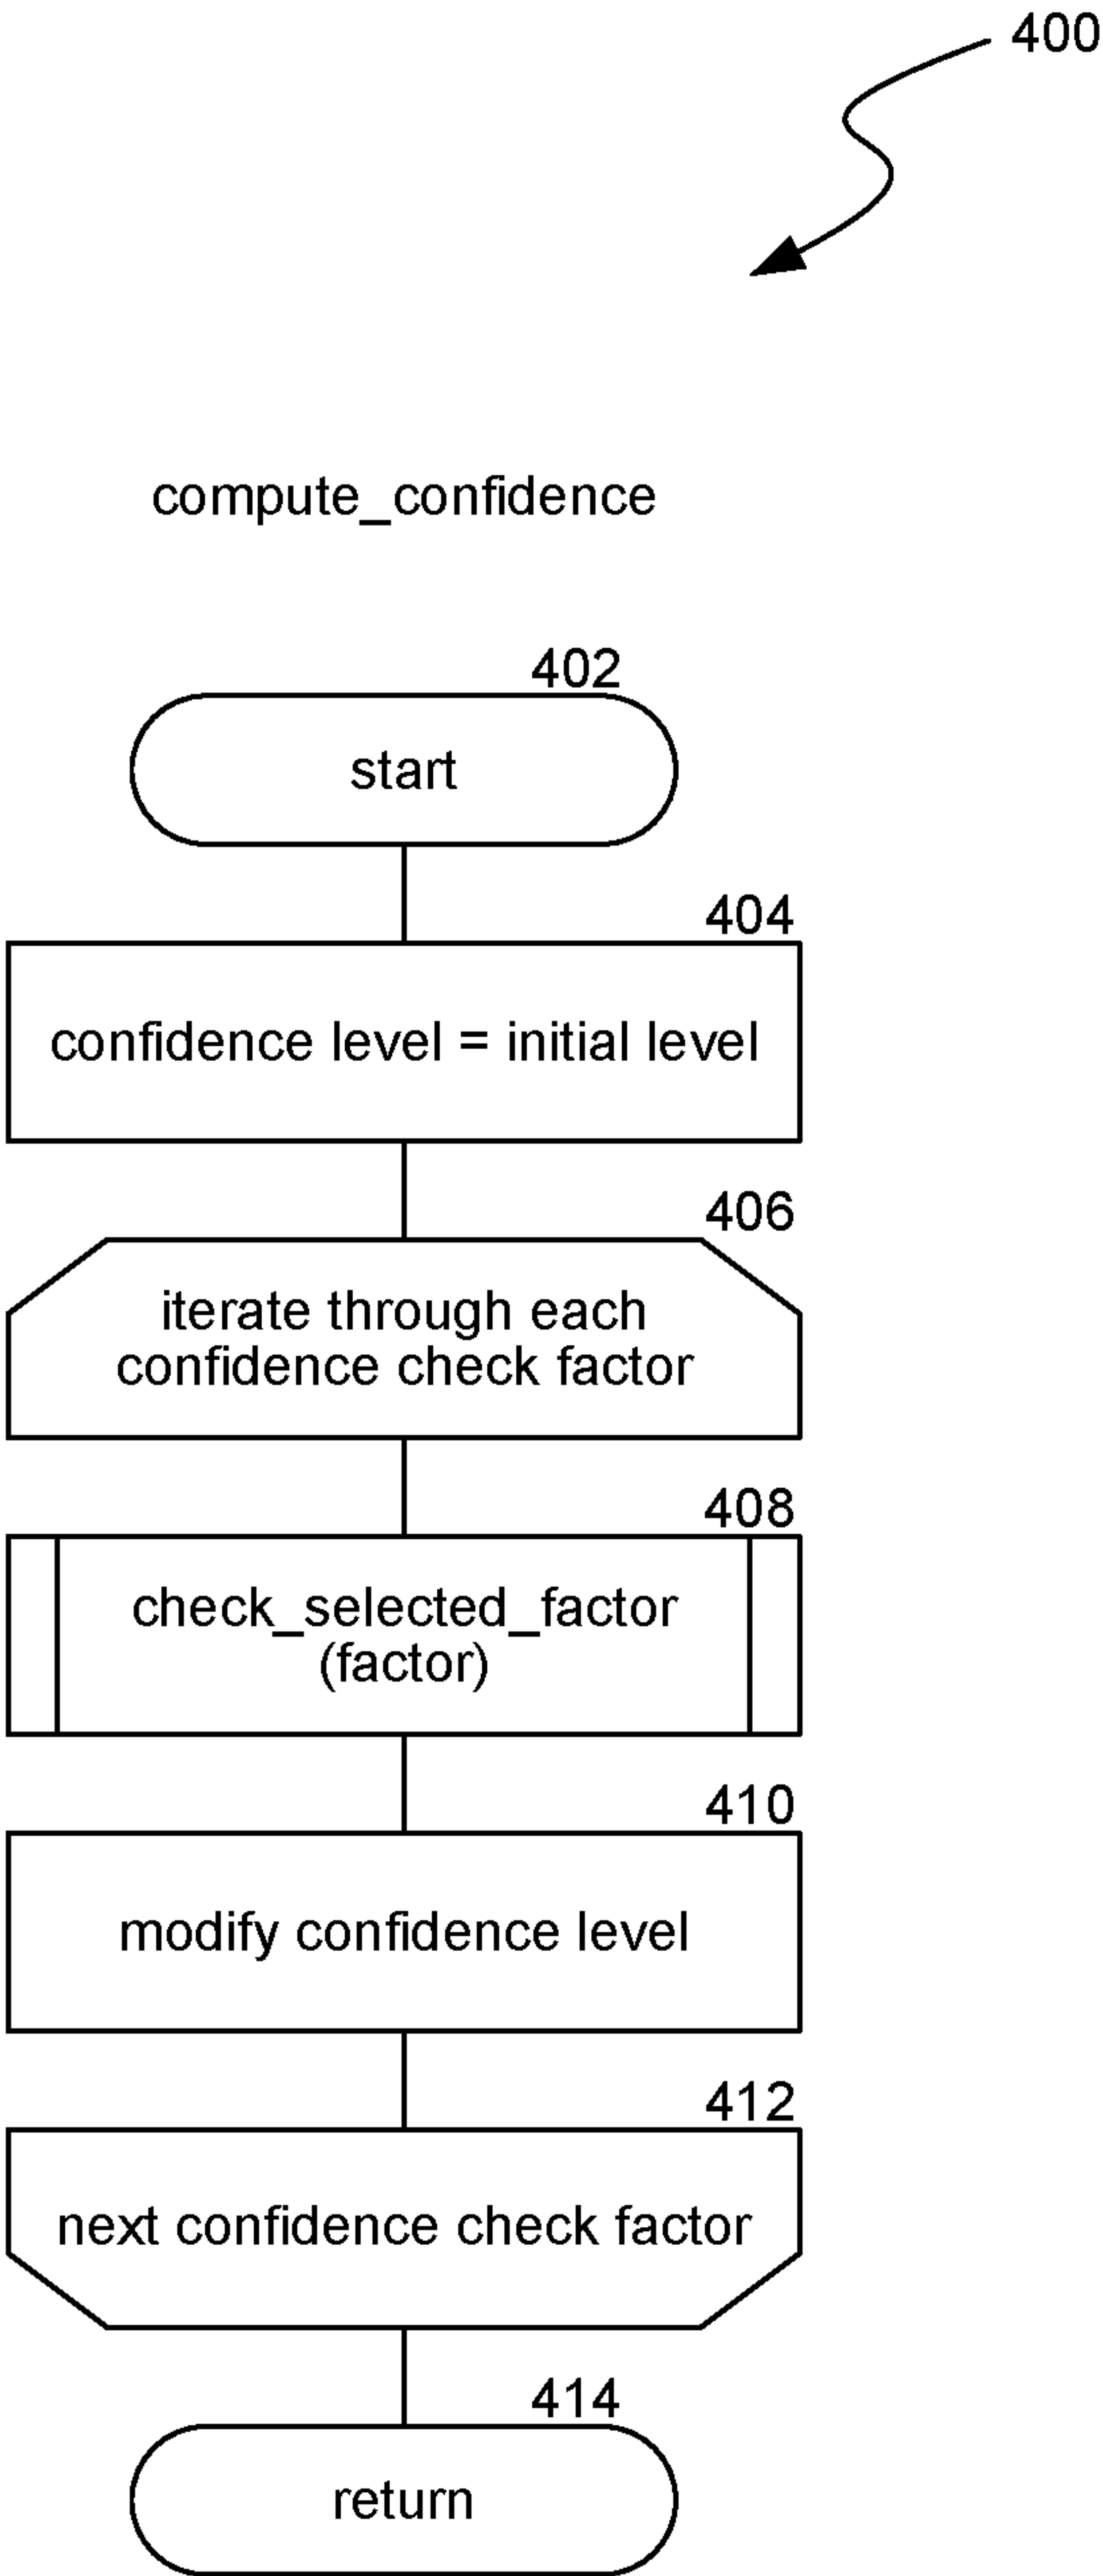 400
compute_confidence
402
start
404
confidence level = initial level
406
iterate through each
confidence check factor
408
check_selected_factor
(factor)
410
modify confidence level
412
next confidence check factor
414
return